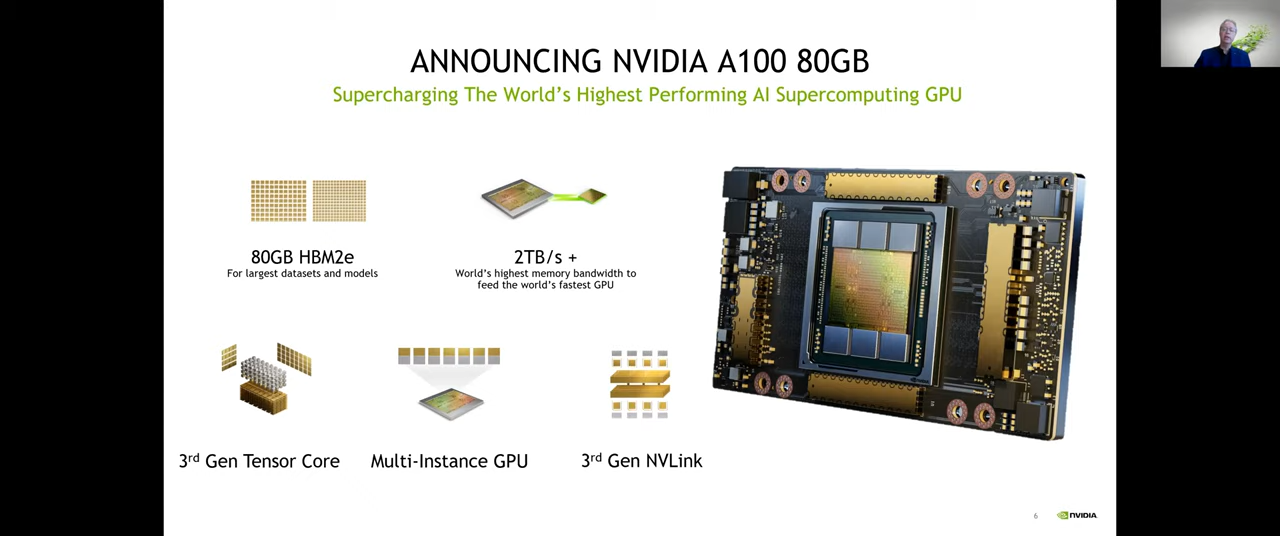 ANNOUNCING NVIDIA A100 80GB
Supercharging The World's Highest Performing AI Supercomputing GPU
80GB HBM2e
For largest datasets and models
2TB/s +
World's highest memory bandwidth to
feed the world's fastest GPU
3rd Gen Tensor Core
Multi-Instance GPU
3rd Gen NVLink
6
NVIDIA.